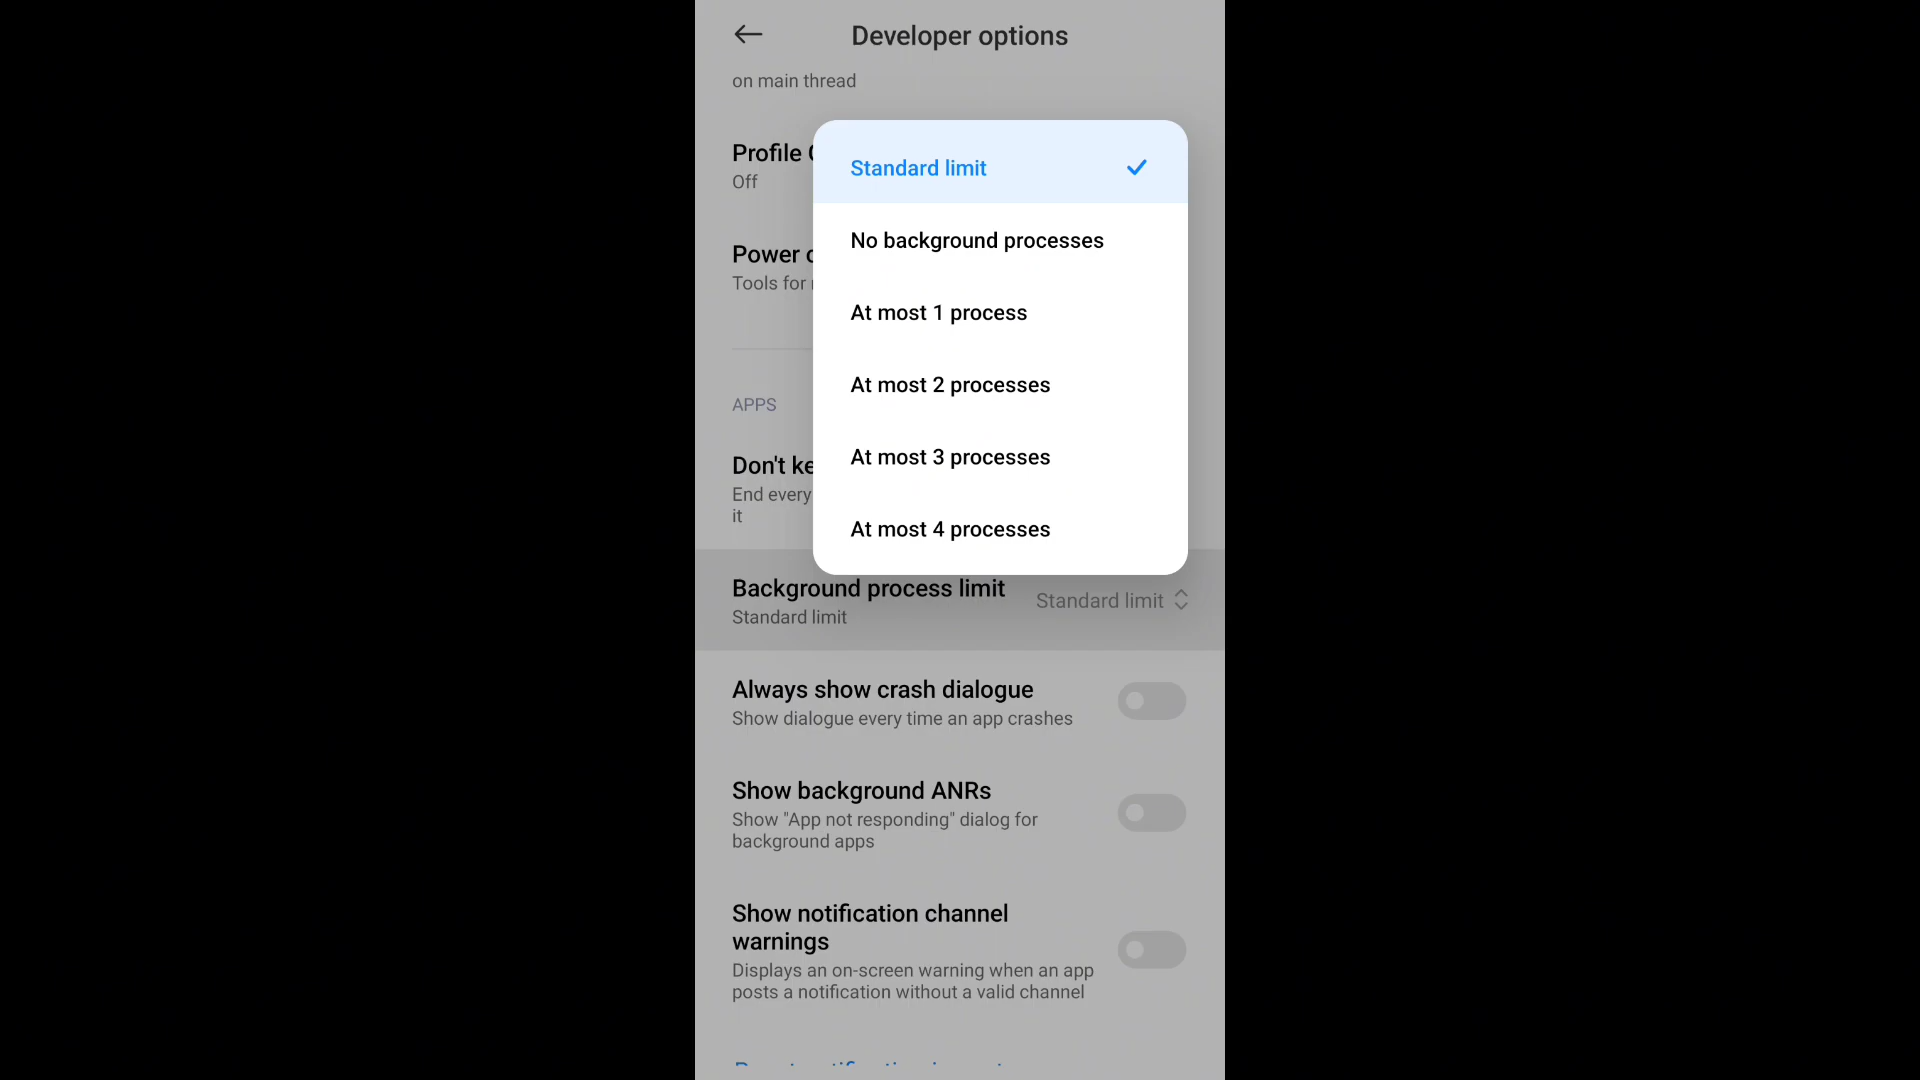 Developer options
on main thread
Profile
Off
Power
Tools for
Standard limit
No background processes
At most 1 process
At most 2 processes
At most 3 processes
At most 4 processes
APPS
Don't ke
End every
it
Background process limit
Standard limit
Standard limit
Always show crash dialogue
Show dialogue every time an app crashes
Show background ANRs
Show "App not responding" dialog for
background apps
Show notification channel
warnings
Displays an on-screen warning when an app
posts a notification without a valid channel